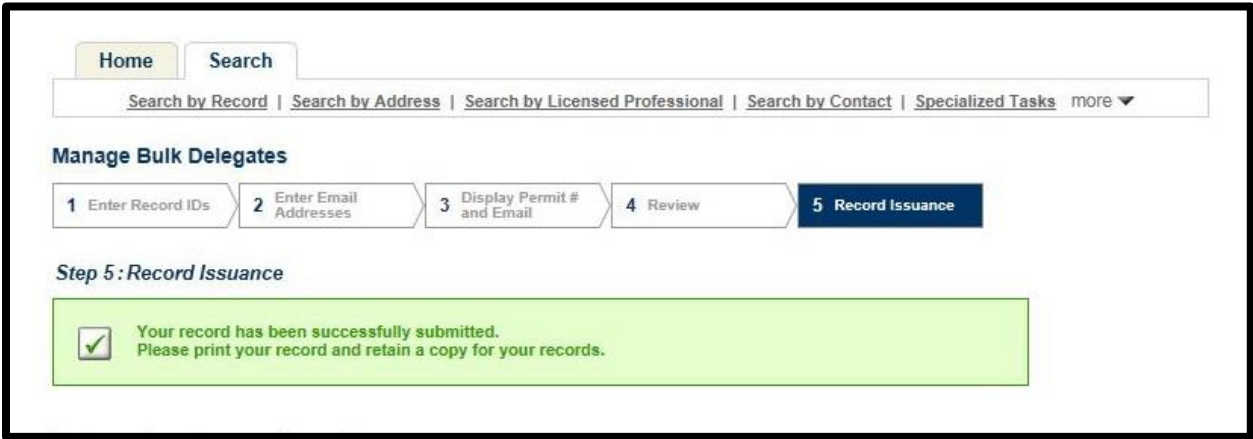 Home Search
Search by Record | Search by Address | Search by Licensed Professional | Search by Contact | Specialized Tasks more
Manage Bulk Delegates
1 Enter Record IDs 2 Enter Email Addresses 3 Display Permit # and Email 4 Review 5 Record Issuance
Step 5: Record Issuance
Your record has been successfully submitted.
Please print your record and retain a copy for your records.